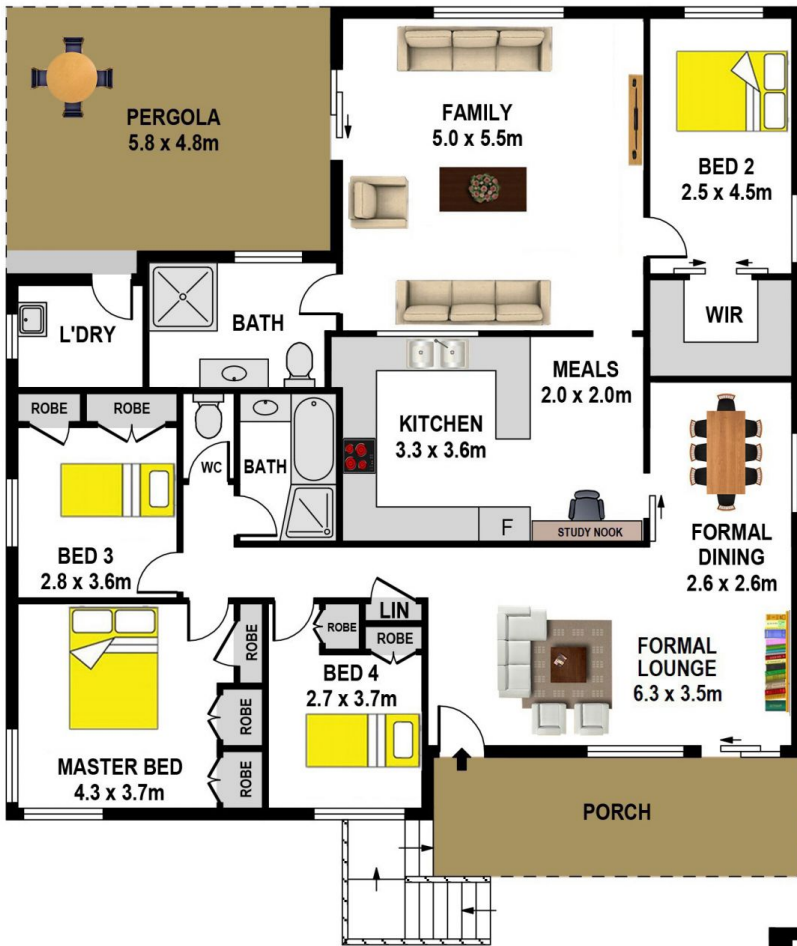 PERGOLA
5.8 x 4.8m
FAMILY
5.0 x 5.5m
BED 2
2.5 x 4.5m
L'DRY
BATH
WIR
MEALS
2.0 x 2.0m
KITCHEN
3.3 x 3.6m
ROBE
ROBE
WC
BATH
F
STUDY NOOK
FORMAL
DINING
2.6 x 2.6m
BED 3
2.8 x 3.6m
LIN
ROBE
ROBE
ROBE
BED 4
2.7 x 3.7m
FORMAL
LOUNGE
6.3 x 3.5m
ROBE
MASTER BED
4.3 x 3.7m
ROBE
PORCH